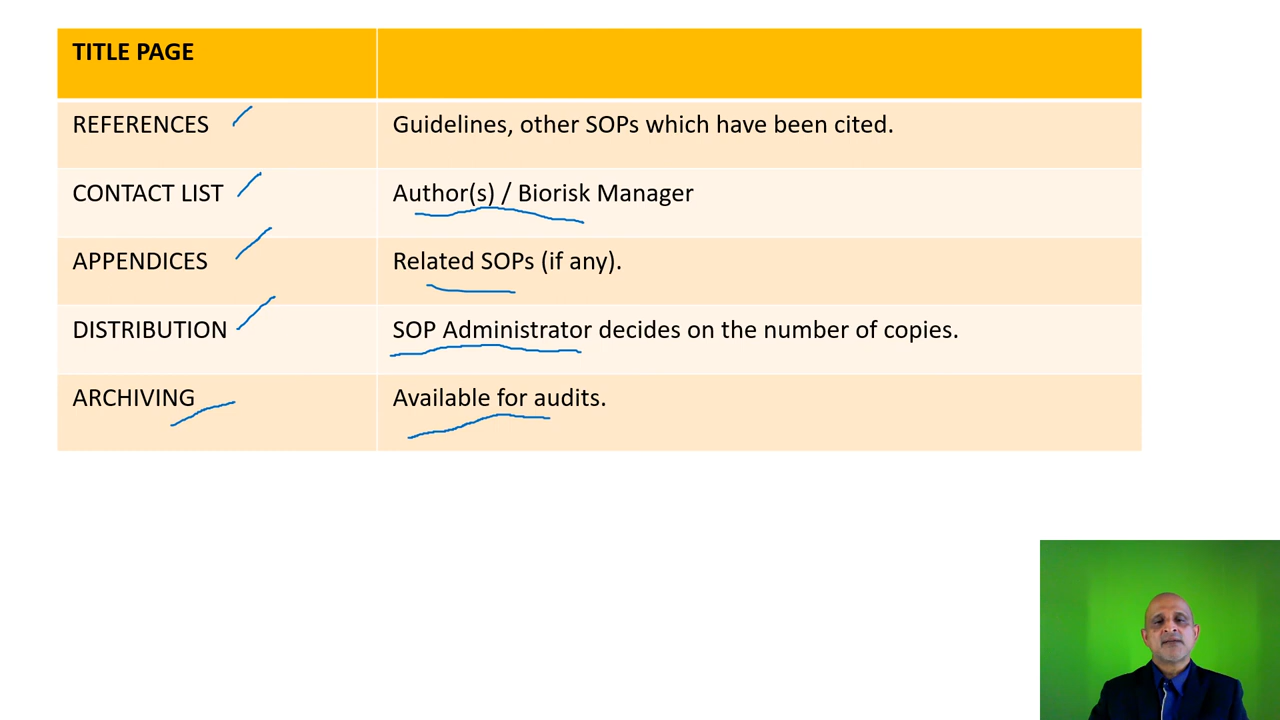 TITLE PAGE
REFERENCES Guidelines, other SOPs which have been cited.
CONTACT LIST Author(s) / Biorisk Manager
APPENDICES Related SOPs (if any).
DISTRIBUTION SOP Administrator decides on the number of copies.
ARCHIVING Available for audits.